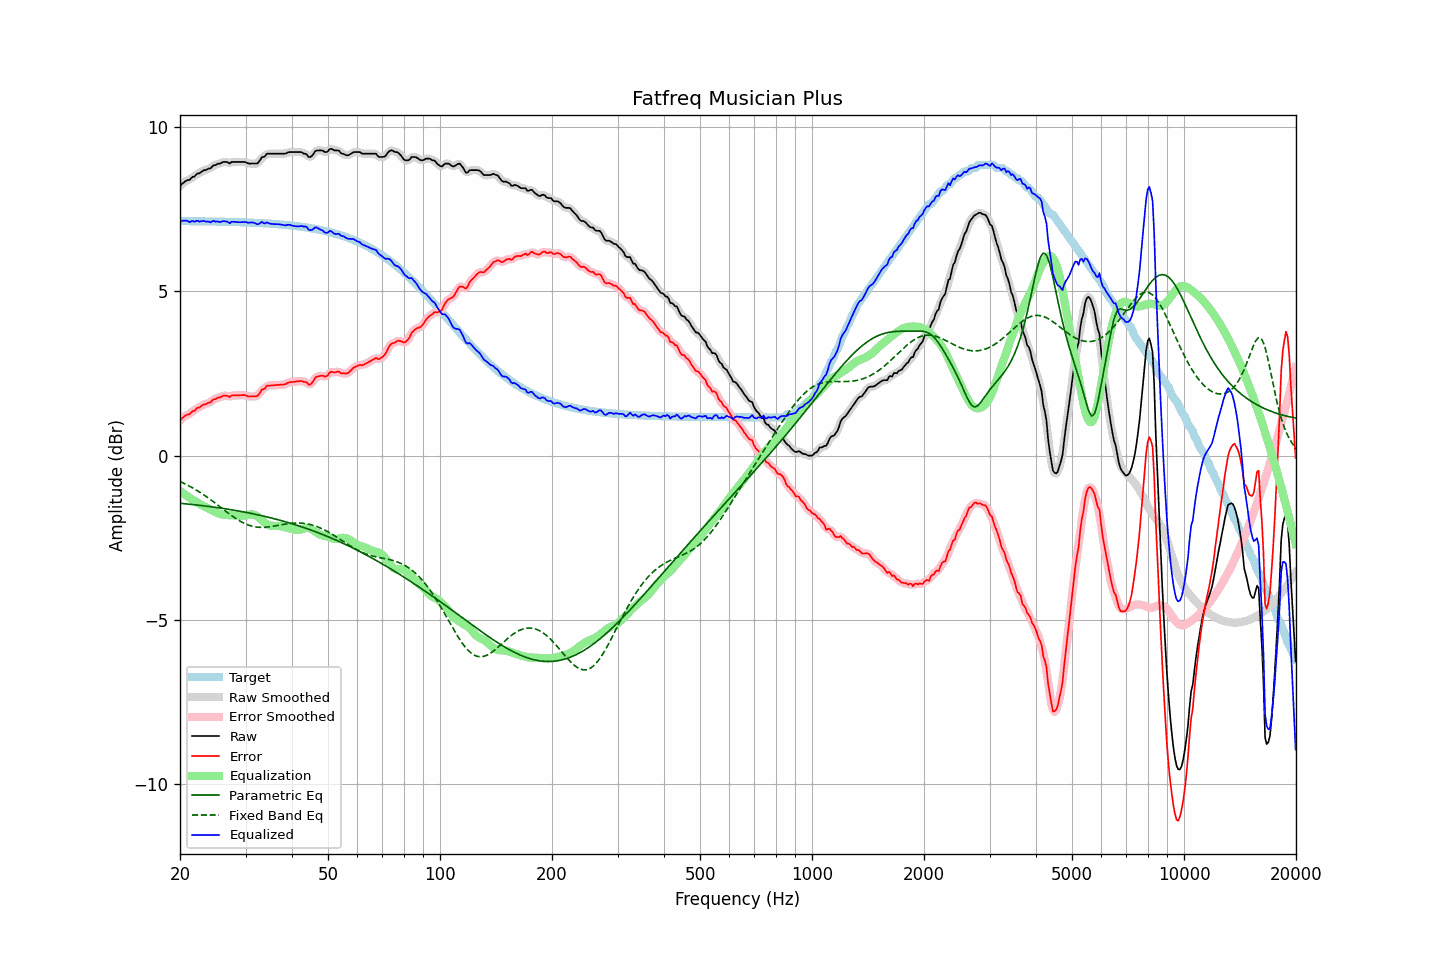 Fatfreq Musician Plus
Amplitude (dBr)
10
5
0
−5
−10
Target
Raw Smoothed
Error Smoothed
Raw
Error
Equalization
Parametric Eq
Fixed Band Eq
Equalized
20 50 100 200 500 1000 2000 5000 10000 20000
Frequency (Hz)